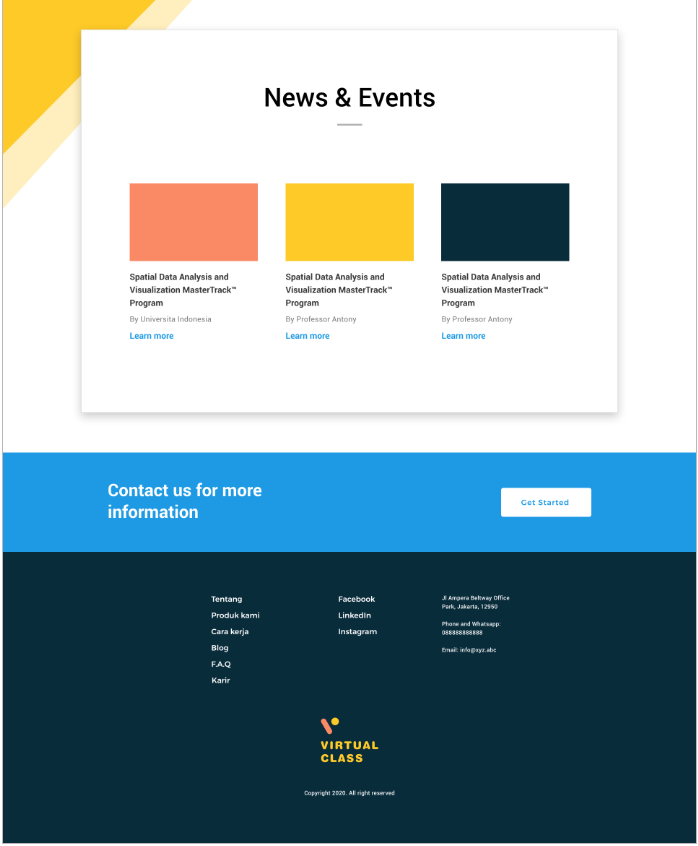 News & Events
Spatial Data Analysis and
Visualization MasterTrack™
Program
By Universita Indonesia
Learn more
Spatial Data Analysis and
Visualization MasterTrack™
Program
By Professor Antony
Learn more
Spatial Data Analysis and
Visualization MasterTrack™
Program
By Professor Antony
Learn more
Contact us for more
information
Get Started
Tentang
Produk kami
Cara kerja
Blog
F.A.Q
Karir
Facebook
LinkedIn
Instagram
Jl Ampera Beltway Office
Park, Jakarta, 12950
Phone and Whatsapp:
088888888888
Email: info@xyz.abc
VIRTUAL
CLASS
Copyright 2020. All right reserved